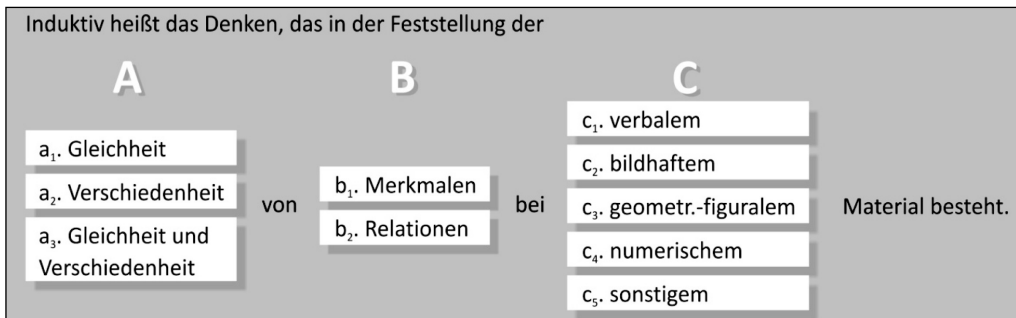 Induktiv heißt das Denken, das in der Feststellung der
A
B
C
a₁. Gleichheit
a₂. Verschiedenheit
a₃. Gleichheit und
Verschiedenheit
von
b₁. Merkmalen
b₂. Relationen
bei
c₁. verbalem
c₂. bildhaftem
c₃. geometr.-figuralem
c₄. numerischem
c₅. sonstigem
Material besteht.